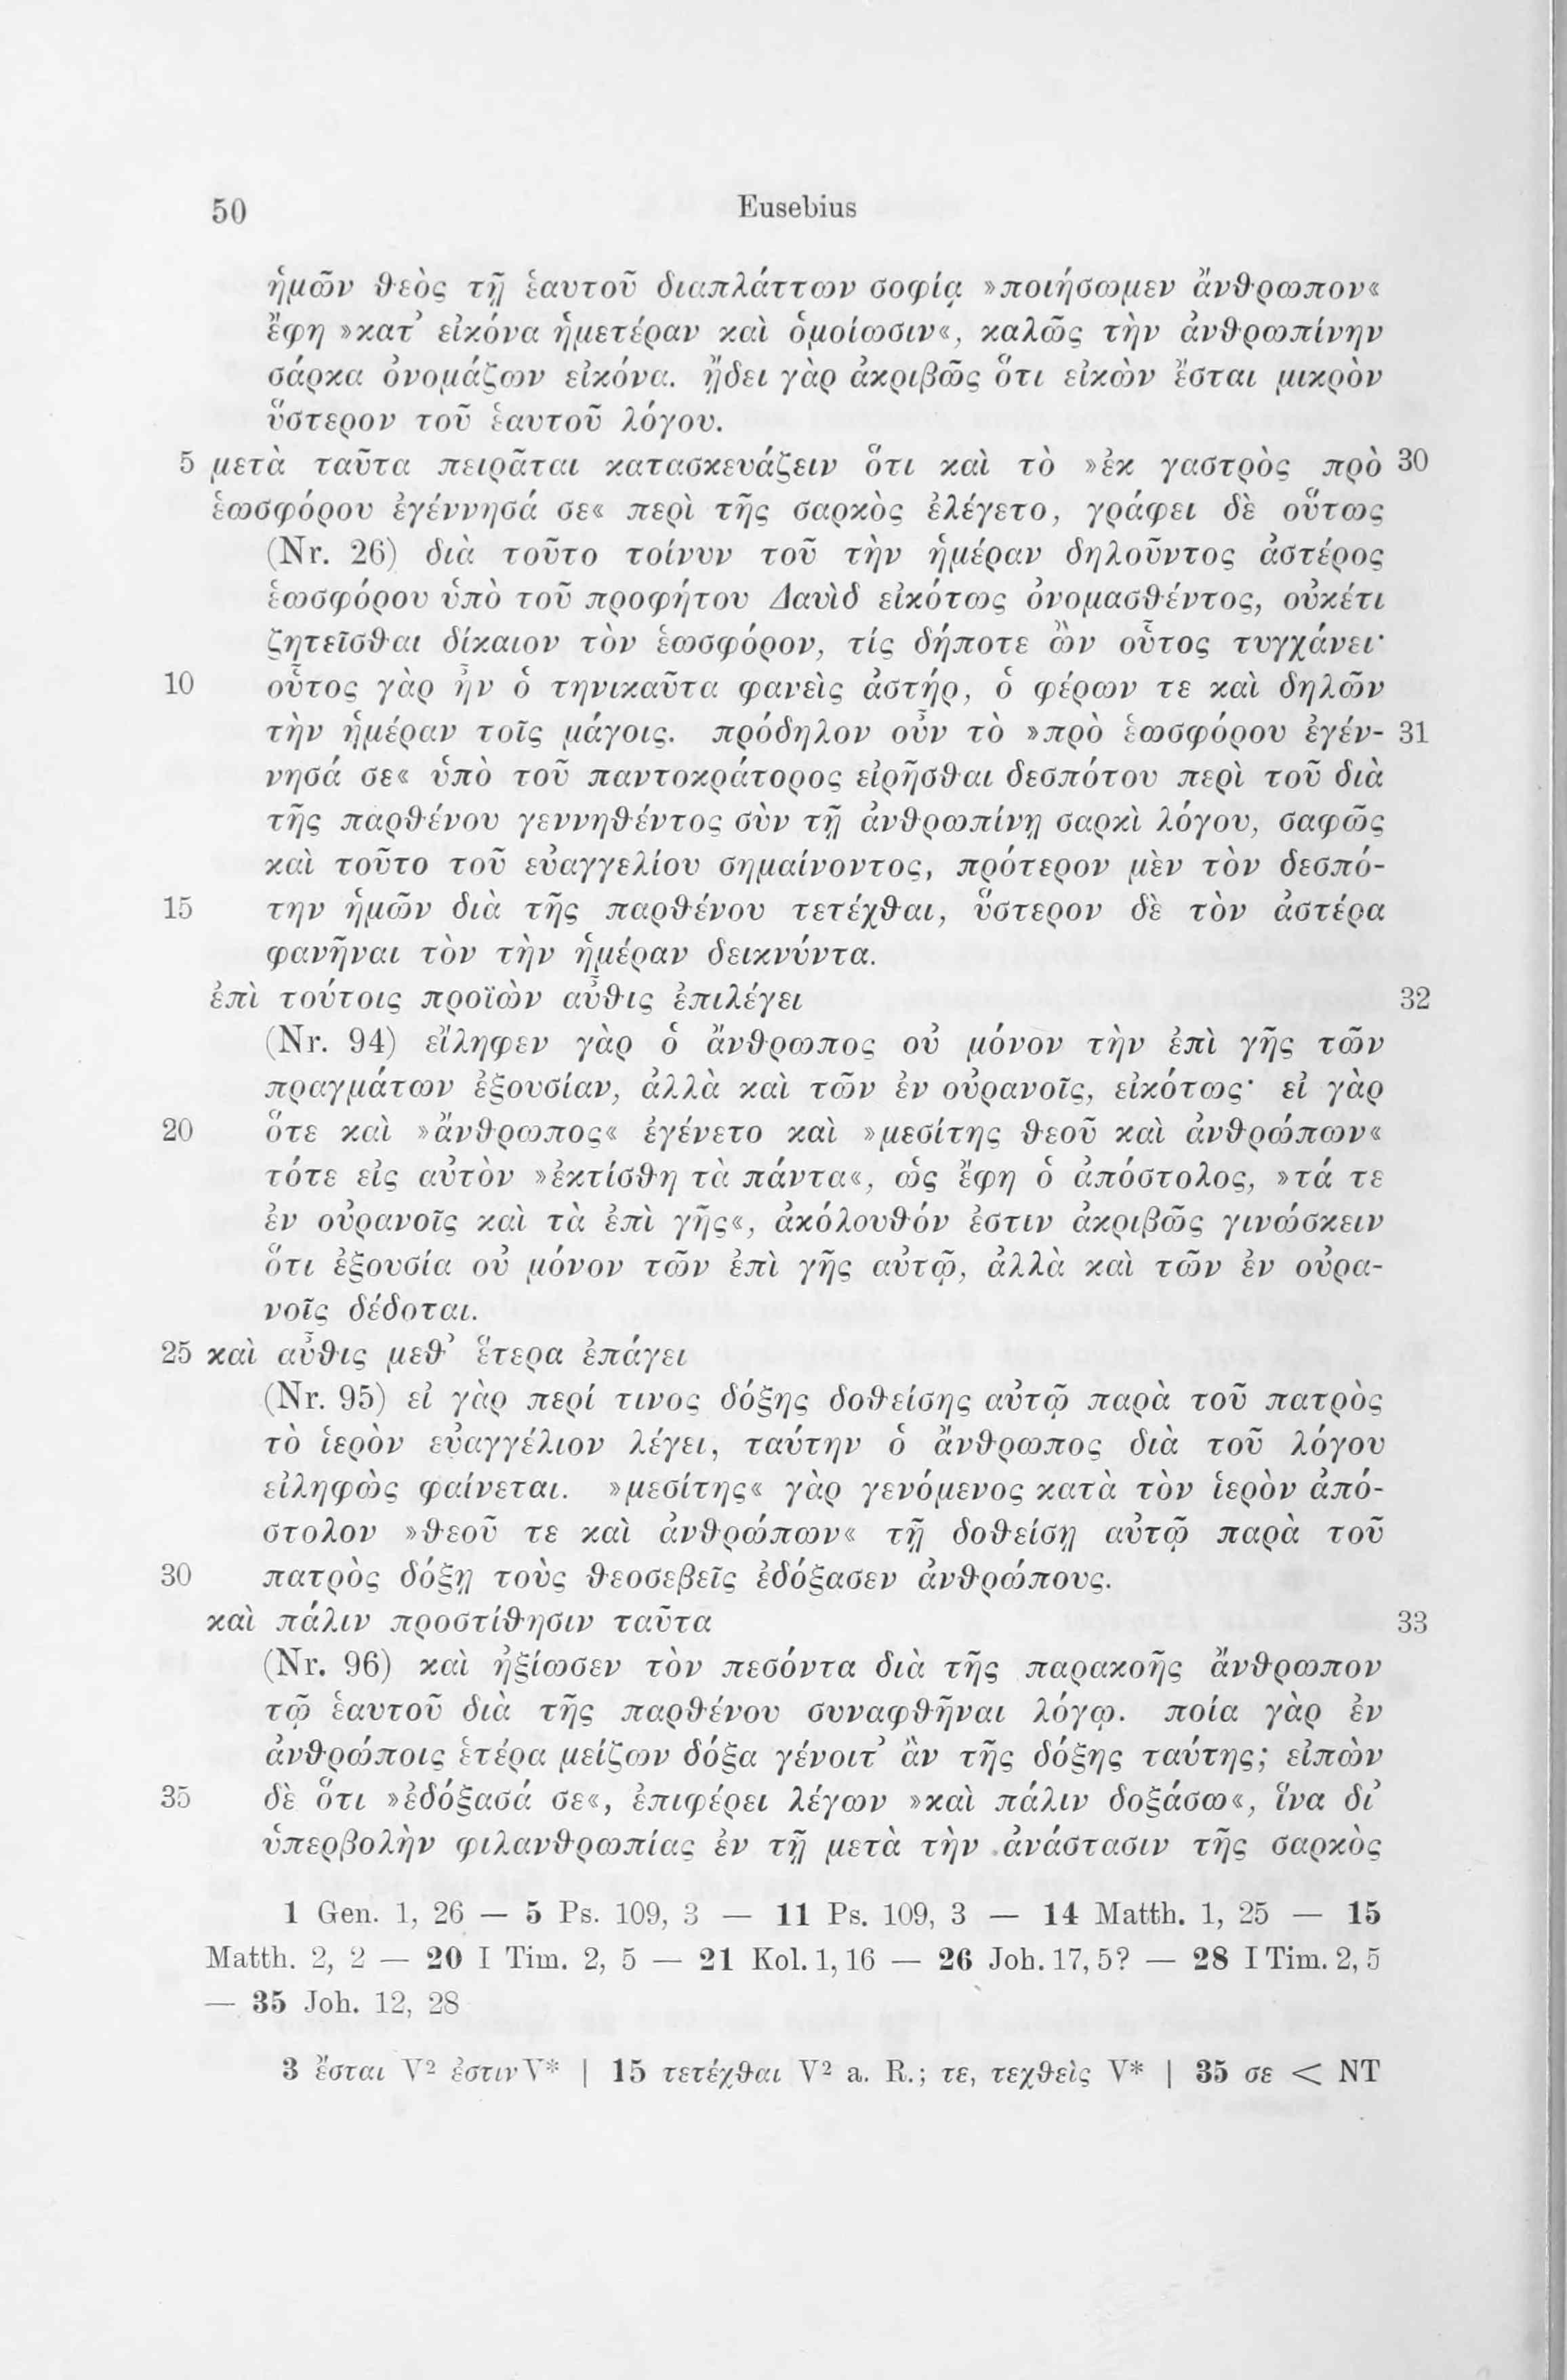 50 Eusebius
ἡμῶν θεὸς τῇ ἑαυτοῦ διαπλάττων σοφίᾳ »ποιήσωμεν ἄνθρωπον«
ἔφη »κατ’ εἰκόνα ἡμετέραν καὶ ὁμοίωσιν«, καλῶς τὴν ἀνθρωπίνην
σάρκα ὀνομάζων εἰκόνα. ᾔδει γὰρ ἀκριβῶς ὅτι εἰκὼν ἔσται μικρὸν
ὕστερον τοῦ ἑαυτοῦ λόγου.
5 μετὰ ταῦτα πειρᾶται κατασκευάζειν ὅτι καὶ τὸ »ἐκ γαστρὸς πρὸ 30
ἑωσφόρου ἐγέννησά σε« περὶ τῆς σαρκὸς ἐλέγετο, γράφει δὲ οὕτως
(Nr. 26) διὰ τοῦτο τοίνυν τοῦ τὴν ἡμέραν δηλοῦντος ἀστέρος
ἑωσφόρου ὑπὸ τοῦ προφήτου Δαυὶδ εἰκότως ὀνομασθέντος, οὐκέτι
ζητεῖσθαι δίκαιον τὸν ἑωσφόρον, τίς δήποτε ὢν οὗτος τυγχάνει·
10 οὗτος γὰρ ἦν ὁ τηνικαῦτα φανεὶς ἀστήρ, ὁ φέρων τε καὶ δηλῶν
τὴν ἡμέραν τοῖς μάγοις. πρόδηλον οὖν τὸ »πρὸ ἑωσφόρου ἐγέν- 31
νησά σε« ὑπὸ τοῦ παντοκράτορος εἰρῆσθαι δεσπότου περὶ τοῦ διὰ
τῆς παρθένου γεννηθέντος σὺν τῇ ἀνθρωπίνῃ σαρκὶ λόγου, σαφῶς
καὶ τοῦτο τοῦ εὐαγγελίου σημαίνοντος, πρότερον μὲν τὸν δεσπό-
15 την ἡμῶν διὰ τῆς παρθένου τετέχθαι, ὕστερον δὲ τὸν ἀστέρα
φανῆναι τὸν τὴν ἡμέραν δεικνύντα.
ἐπὶ τούτοις προϊὼν αὖθις ἐπιλέγει 32
(Nr. 94) εἴληφεν γὰρ ὁ ἄνθρωπος οὐ μόνον τὴν ἐπὶ γῆς τῶν
πραγμάτων ἐξουσίαν, ἀλλὰ καὶ τῶν ἐν οὐρανοῖς, εἰκότως· εἰ γὰρ
20 ὅτε καὶ »ἄνθρωπος« ἐγένετο καὶ »μεσίτης θεοῦ καὶ ἀνθρώπων«
τότε εἰς αὐτὸν »ἐκτίσθη τὰ πάντα«, ὡς ἔφη ὁ ἀπόστολος, »τά τε
ἐν οὐρανοῖς καὶ τὰ ἐπὶ γῆς«, ἀκόλουθόν ἐστιν ἀκριβῶς γινώσκειν
ὅτι ἐξουσία οὐ μόνον τῶν ἐπὶ γῆς αὐτῷ, ἀλλὰ καὶ τῶν ἐν οὐρα-
νοῖς δέδοται.
25 καὶ αὖθις μεθ’ ἕτερα ἐπάγει
(Nr. 95) εἰ γὰρ περί τινος δόξης δοθείσης αὐτῷ παρὰ τοῦ πατρὸς
τὸ ἱερὸν εὐαγγέλιον λέγει, ταύτην ὁ ἄνθρωπος διὰ τοῦ λόγου
εἰληφὼς φαίνεται. »μεσίτης« γὰρ γενόμενος κατὰ τὸν ἱερὸν ἀπό-
στολον »θεοῦ τε καὶ ἀνθρώπων« τῇ δοθείσῃ αὐτῷ παρὰ τοῦ
30 πατρὸς δόξῃ τοὺς θεοσεβεῖς ἐδόξασεν ἀνθρώπους.
καὶ πάλιν προστίθησιν ταῦτα 33
(Nr. 96) καὶ ἠξίωσεν τὸν πεσόντα διὰ τῆς παρακοῆς ἄνθρωπον
τῷ ἑαυτοῦ διὰ τῆς παρθένου συναφθῆναι λόγῳ. ποία γὰρ ἐν
ἀνθρώποις ἑτέρα μείζων δόξα γένοιτ’ ἂν τῆς δόξης ταύτης; εἰπὼν
35 δὲ ὅτι »ἐδόξασά σε«, ἐπιφέρει λέγων »καὶ πάλιν δοξάσω«, ἵνα δι’
ὑπερβολὴν φιλανθρωπίας ἐν τῇ μετὰ τὴν ἀνάστασιν τῆς σαρκὸς
1 Gen. 1, 26 — 5 Ps. 109, 3 — 11 Ps. 109, 3 — 14 Matth. 1, 25 — 15
Matth. 2, 2 — 20 I Tim. 2, 5 — 21 Kol. 1, 16 — 26 Joh. 17, 5? — 28 I Tim. 2, 5
— 35 Joh. 12, 28
3 ἔσται V² ἐστιν V* | 15 τετέχθαι V² a. R.; τε, τεχθεὶς V* | 35 σε < NT